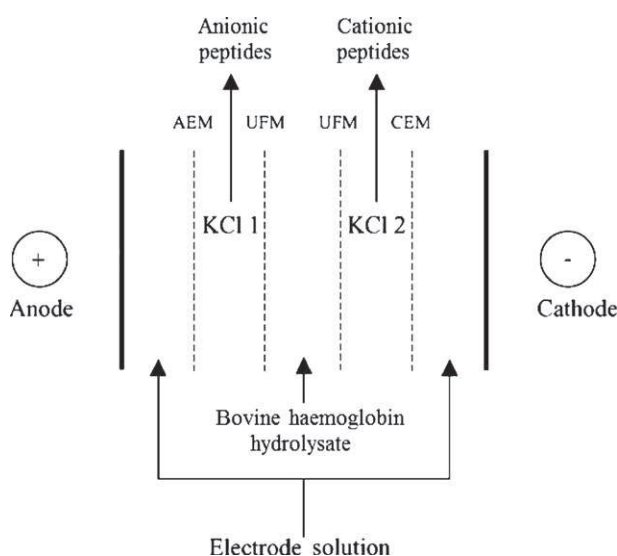 Anionic peptides
Cationic peptides
AEM UFM UFM CEM
KCl 1 KCl 2
+
-
Anode
Cathode
Bovine haemoglobin
hydrolysate
Electrode solution